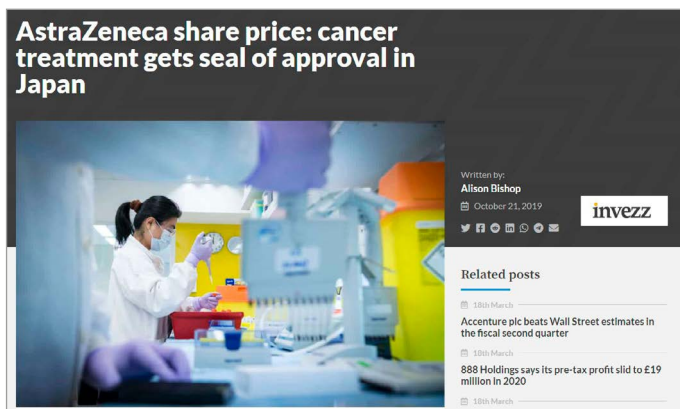 AstraZeneca share price: cancer
treatment gets seal of approval in
Japan
Written by:
Alison Bishop
October 21, 2019
invezz
Related posts
18th March
Accenture plc beats Wall Street estimates in
the fiscal second quarter
18th March
888 Holdings says its pre-tax profit slid to £19
million in 2020
18th March